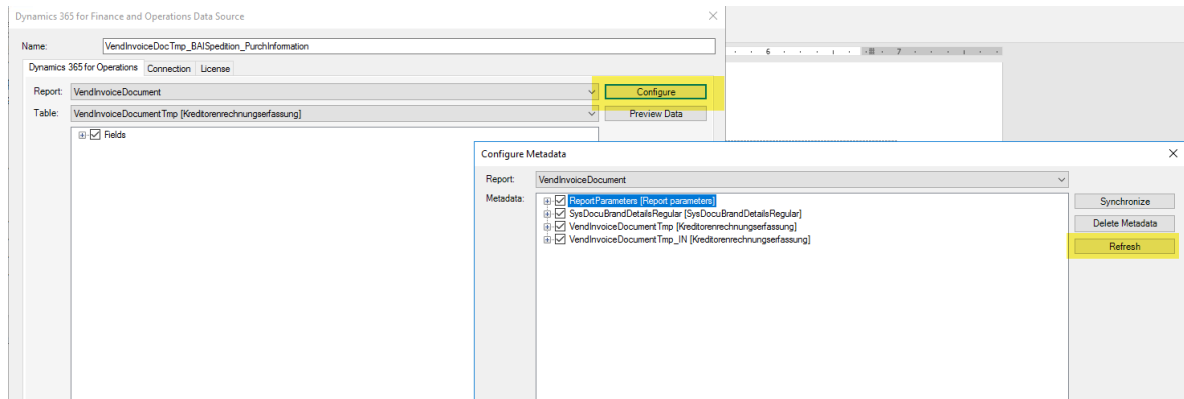 Dynamics 365 for Finance and Operations Data Source
Name: VendInvoiceDocTmp_BAISpedition_PurchInformation
Dynamics 365 for Operations Connection License
Report: VendInvoiceDocument Configure
Table: VendInvoiceDocumentTmp [Kreditorenrechnungserfassung] Preview Data
Fields
6 7
Configure Metadata
Report: VendInvoiceDocument
Metadata: ReportParameters [Report parameters] Synchronize
SysDocuBrandDetailsRegular [SysDocuBrandDetailsRegular]
VendInvoiceDocumentTmp [Kreditorenrechnungserfassung] Delete Metadata
VendInvoiceDocumentTmp_IN [Kreditorenrechnungserfassung] Refresh